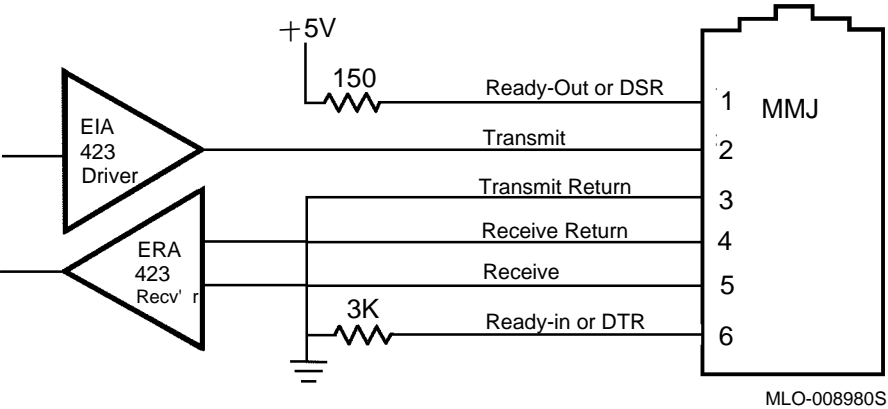 +5V
150
Ready-Out or DSR
1
MMJ
EIA
423
Driver
Transmit
2
Transmit Return
3
ERA
423
Recv' r
Receive Return
4
Receive
5
3K
Ready-in or DTR
6
MLO-008980S